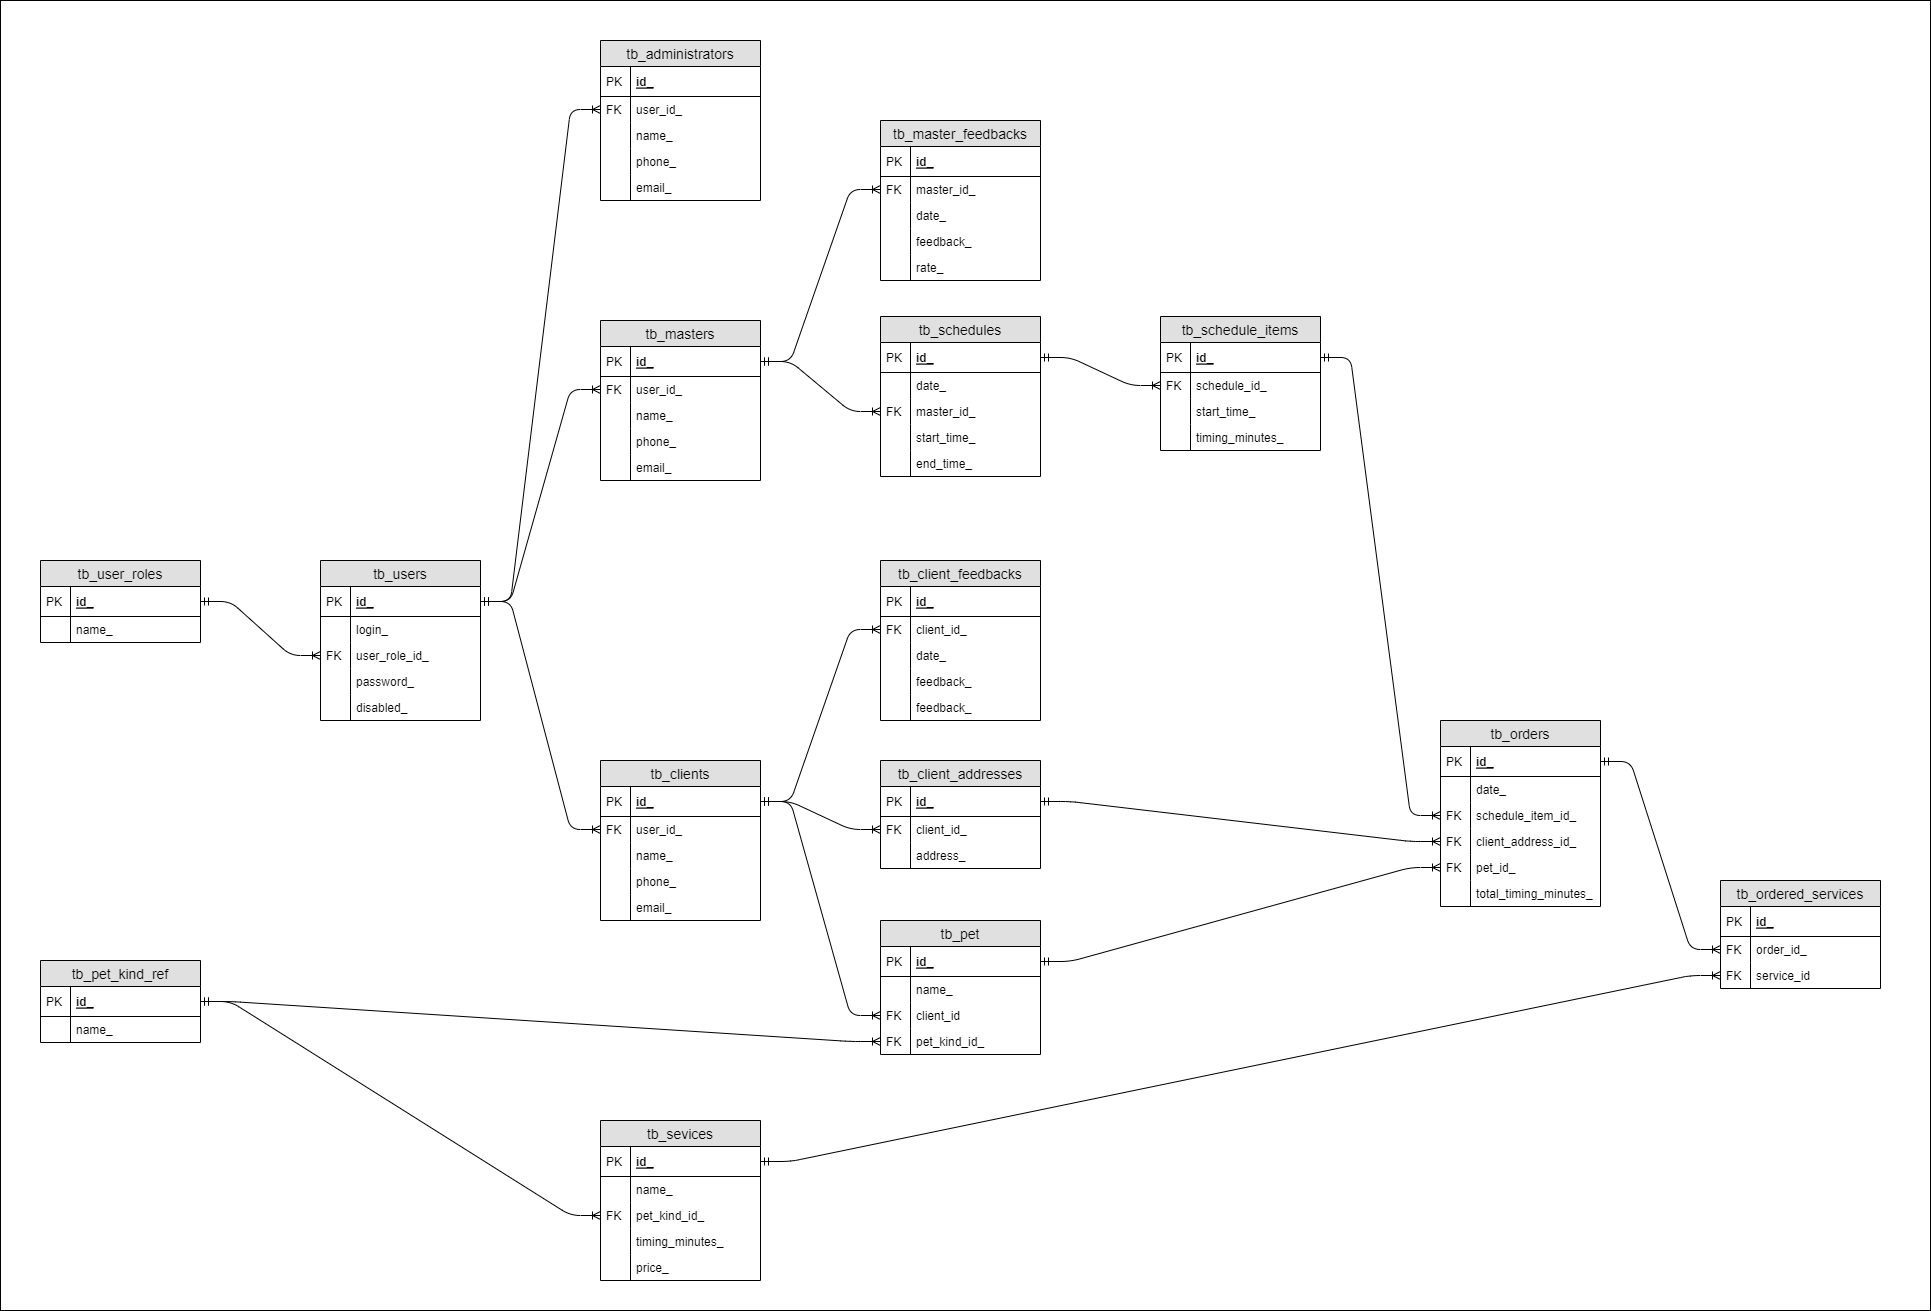 tb_administrators
PK id_
FK user_id_
name_
phone_
email_
tb_master_feedbacks
PK id_
FK master_id_
date_
feedback_
rate_
tb_masters
PK id_
FK user_id_
name_
phone_
email_
tb_schedules
PK id_
date_
FK master_id_
start_time_
end_time_
tb_schedule_items
PK id_
FK schedule_id_
start_time_
timing_minutes_
tb_user_roles
PK id_
name_
tb_users
PK id_
login_
FK user_role_id_
password_
disabled_
tb_client_feedbacks
PK id_
FK client_id_
date_
feedback_
feedback_
tb_clients
PK id_
FK user_id_
name_
phone_
email_
tb_client_addresses
PK id_
FK client_id_
address_
tb_orders
PK id_
date_
FK schedule_item_id_
FK client_address_id_
FK pet_id_
total_timing_minutes_
tb_ordered_services
PK id_
FK order_id_
FK service_id
tb_pet_kind_ref
PK id_
name_
tb_pet
PK id_
name_
FK client_id
FK pet_kind_id_
tb_sevices
PK id_
name_
FK pet_kind_id_
timing_minutes_
price_